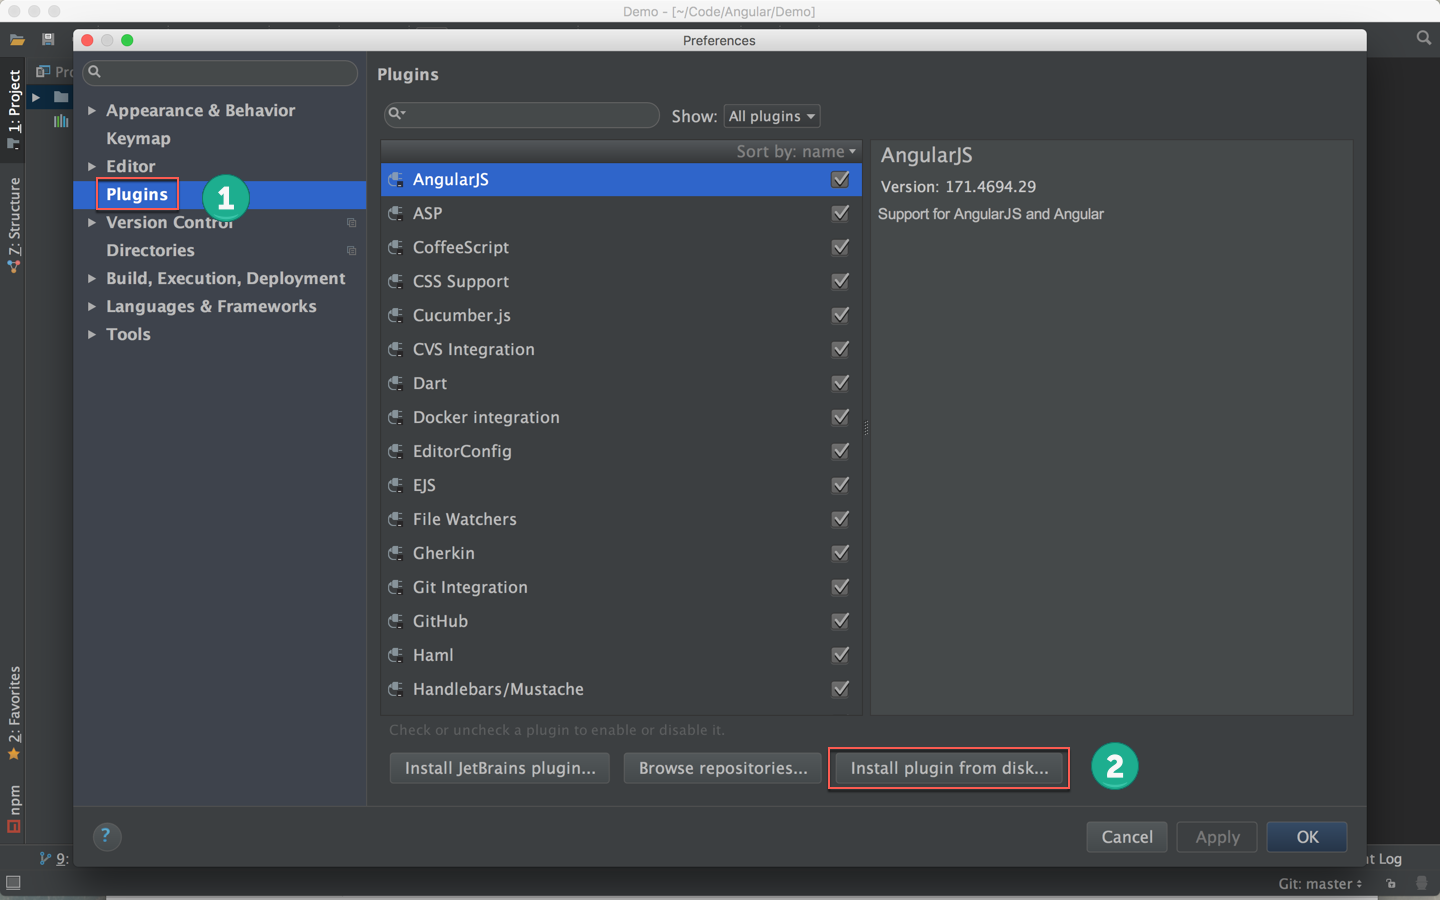 Demo - [~/Code/Angular/Demo]
Preferences
1: Project
Z: Structure
2: Favorites
npm
Appearance & Behavior
Keymap
Editor
Plugins
1
Version Control
Directories
Build, Execution, Deployment
Languages & Frameworks
Tools
Plugins
Show: All plugins
Sort by: name
AngularJS
ASP
CoffeeScript
CSS Support
Cucumber.js
CVS Integration
Dart
Docker integration
EditorConfig
EJS
File Watchers
Gherkin
Git Integration
GitHub
Haml
Handlebars/Mustache
AngularJS
Version: 171.4694.29
Support for AngularJS and Angular
Check or uncheck a plugin to enable or disable it.
Install JetBrains plugin... Browse repositories... Install plugin from disk... 2
? Cancel Apply OK
9: t Log
Git: master